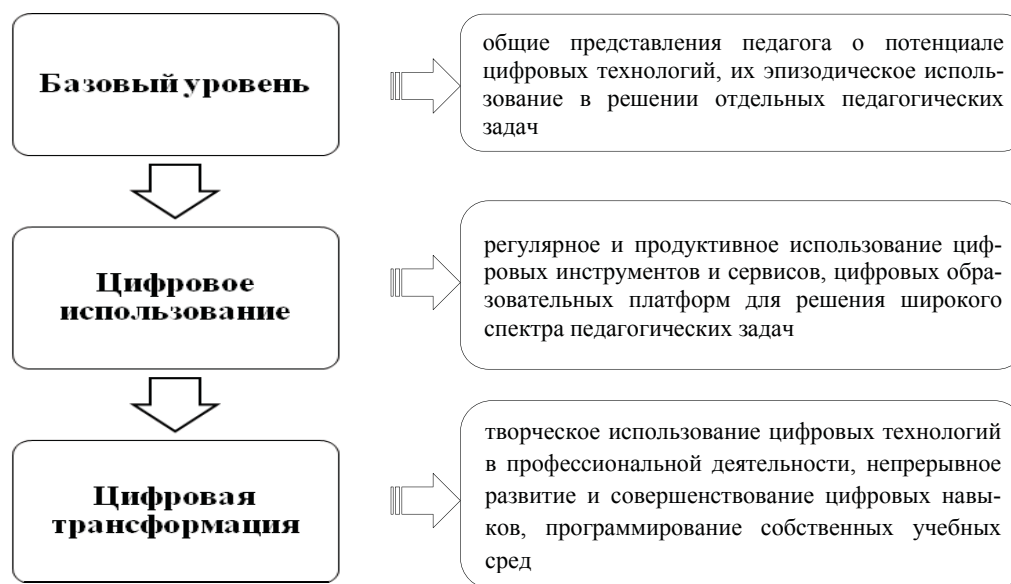 Базовый уровень
общие представления педагога о потенциале
цифровых технологий, их эпизодическое исполь-
зование в решении отдельных педагогических
задач
Цифровое
использование
регулярное и продуктивное использование циф-
ровых инструментов и сервисов, цифровых обра-
зовательных платформ для решения широкого
спектра педагогических задач
Цифровая
трансформация
творческое использование цифровых технологий
в профессиональной деятельности, непрерывное
развитие и совершенствование цифровых навы-
ков, программирование собственных учебных
сред